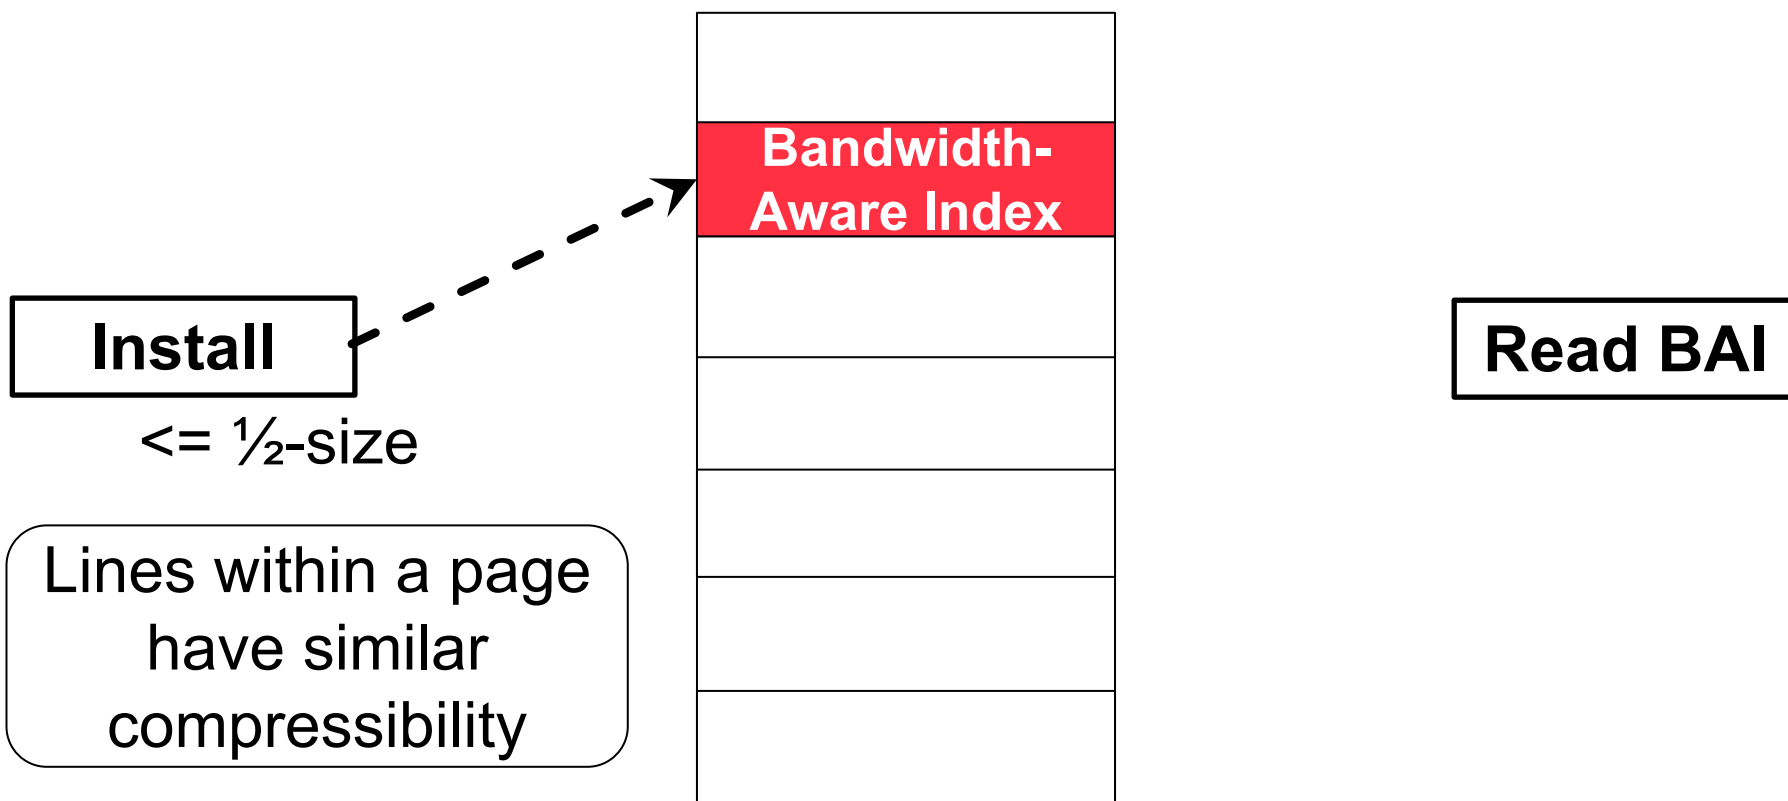 Bandwidth-
Aware Index
Install
<= ½-size
Read BAI
Lines within a page
have similar
compressibility